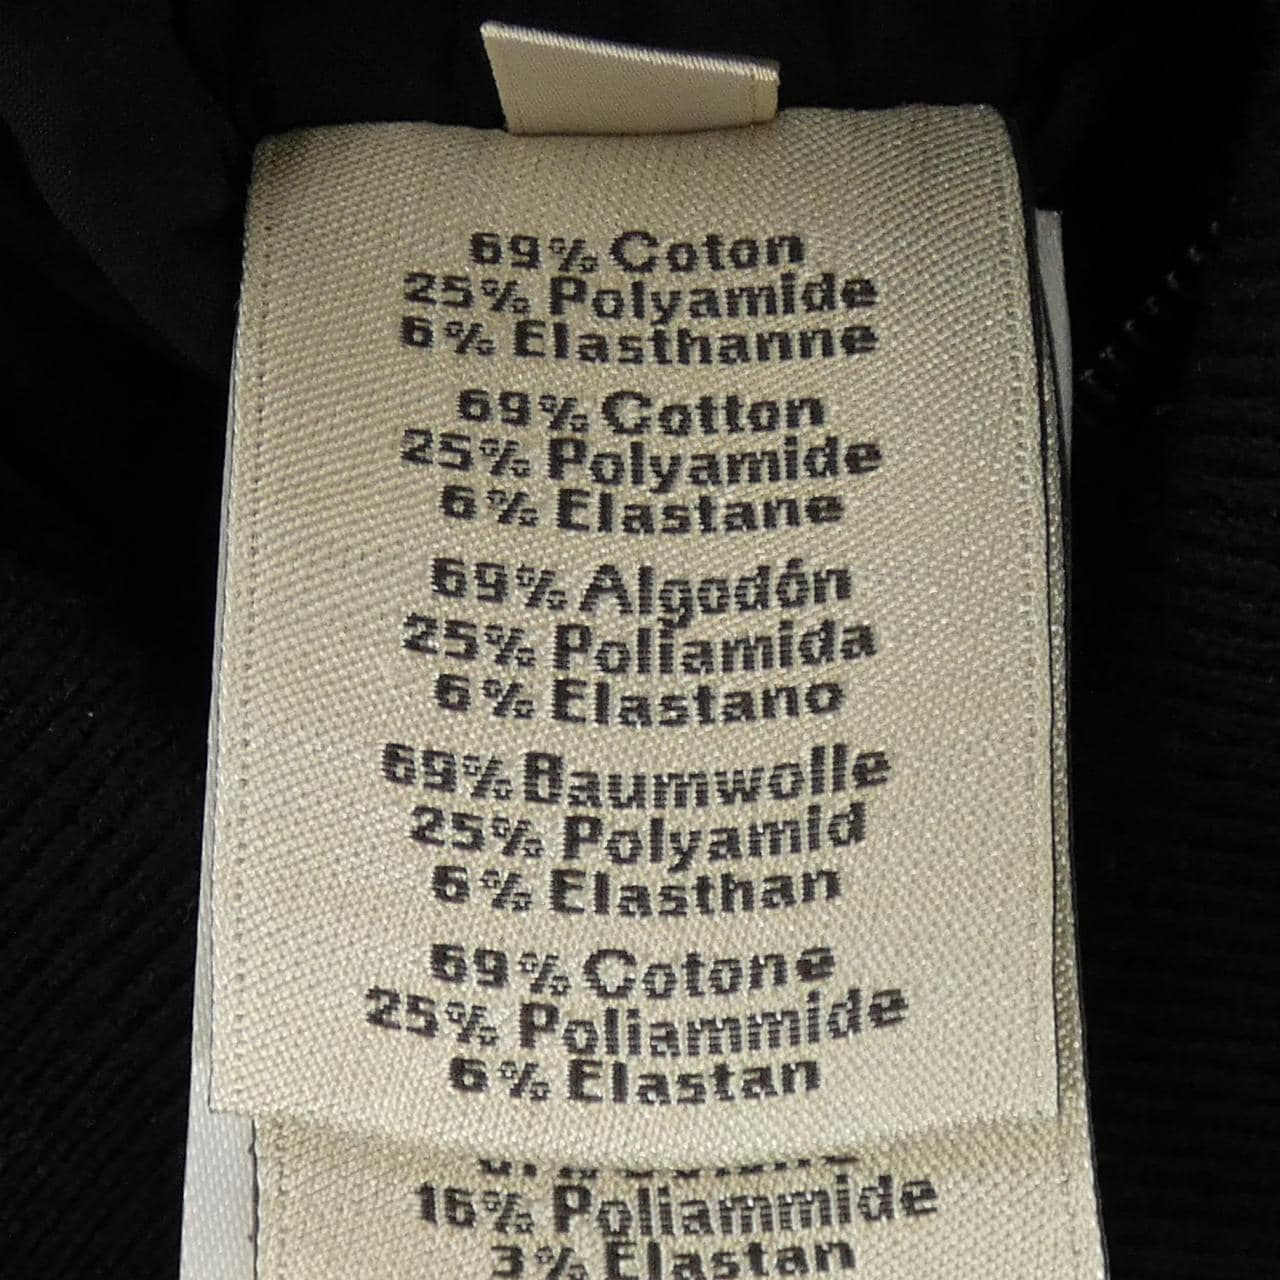 69% Coton
25% Polyamide
6% Elasthanne
69% Cotton
25% Polyamide
6% Elastane
69% Algodón
25% Poliamida
6% Elastano
69% Baumwolle
25% Polyamid
6% Elasthan
69% Cotone
25% Poliammide
6% Elastan
16% Poliammide
3% Elastan